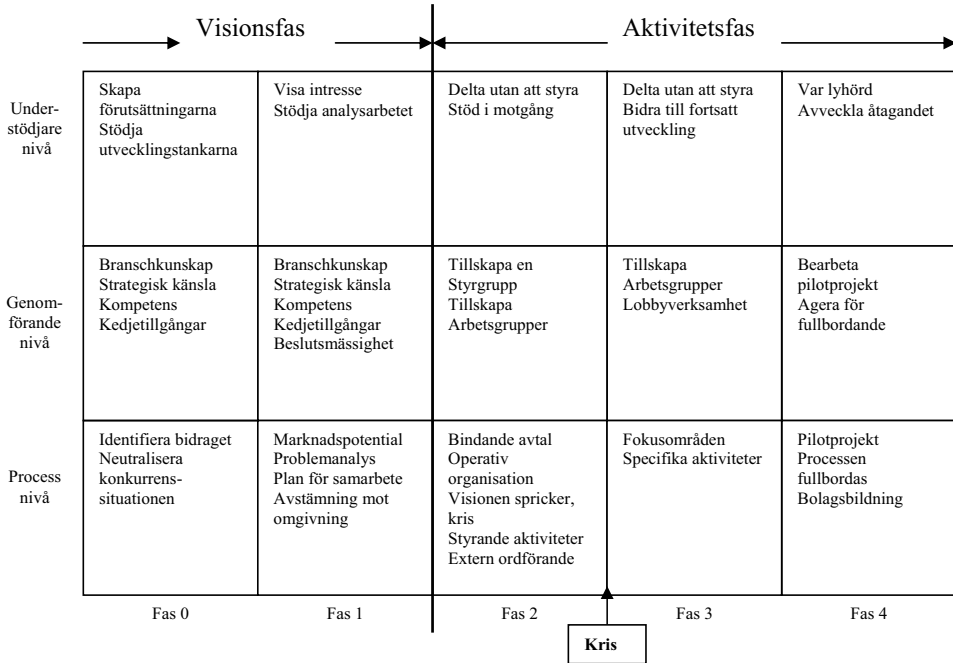 Visionsfas
Aktivitetsfas
Under-
stödjare
nivå
Skapa
förutsättningarna
Stödja
utvecklingstankarna
Visa intresse
Stödja analysarbetet
Delta utan att styra
Stöd i motgång
Delta utan att styra
Bidra till fortsatt
utveckling
Var lyhörd
Avveckla åtagandet
Genom-
förande
nivå
Branschkunskap
Strategisk känsla
Kompetens
Kedjetillgångar
Branschkunskap
Strategisk känsla
Kompetens
Kedjetillgångar
Beslutsmässighet
Tillskapa en
Styrgrupp
Tillskapa
Arbetsgrupper
Tillskapa
Arbetsgrupper
Lobbyverksamhet
Bearbeta
pilotprojekt
Agera för
fullbordande
Process
nivå
Identifiera bidraget
Neutralisera
konkurrens-
situationen
Marknadspotential
Problemanalys
Plan för samarbete
Avstämning mot
omgivning
Bindande avtal
Operativ
organisation
Visionen spricker,
kris
Styrande aktiviteter
Extern ordförande
Fokusområden
Specifika aktiviteter
Pilotprojekt
Processen
fullbordas
Bolagsbildning
Fas 0
Fas 1
Fas 2
Fas 3
Fas 4
Kris